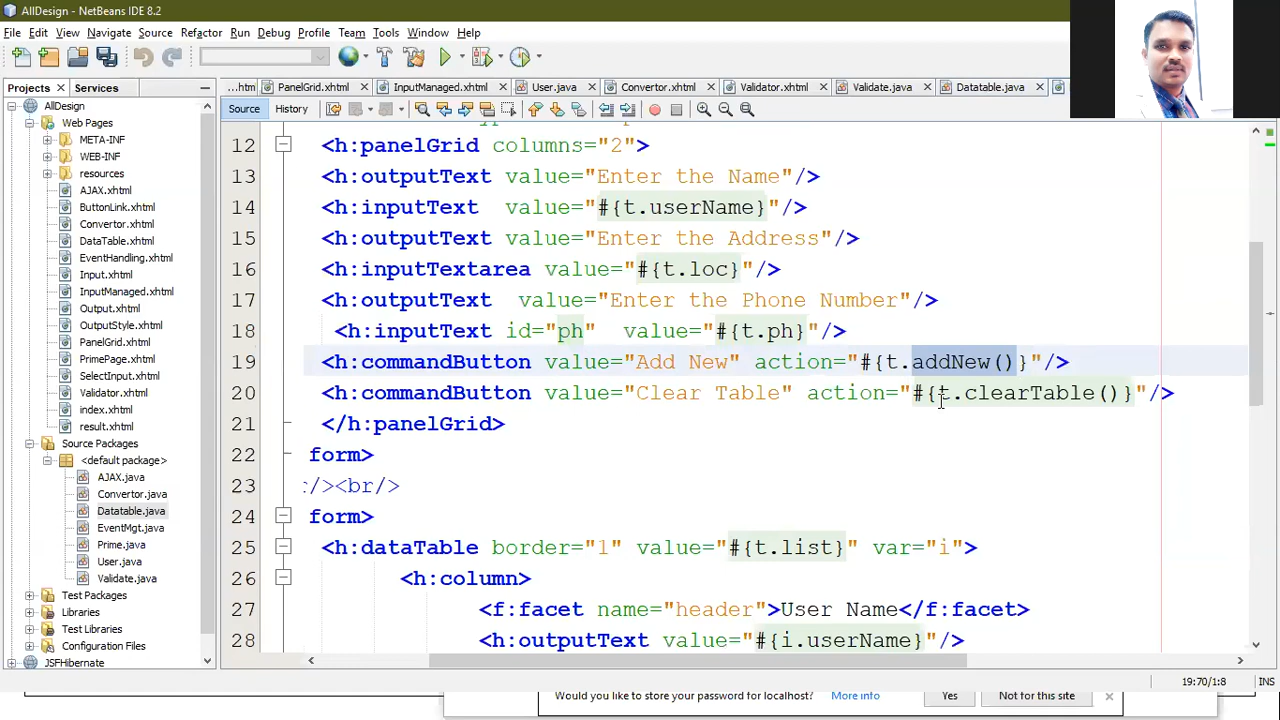 AllDesign - NetBeans IDE 8.2
File Edit View Navigate Source Refactor Run Debug Profile Team Tools Window Help
Projects Services
...htm PanelGrid.xhtml InputManaged.xhtml User.java Convertor.xhtml Validator.xhtml Validate.java Datatable.java
Source History
AllDesign
Web Pages
META-INF
WEB-INF
resources
AJAX.xhtml
ButtonLink.xhtml
Convertor.xhtml
DataTable.xhtml
EventHandling.xhtml
Input.xhtml
InputManaged.xhtml
Output.xhtml
OutputStyle.xhtml
PanelGrid.xhtml
PrimePage.xhtml
SelectInput.xhtml
Validator.xhtml
index.xhtml
result.xhtml
Source Packages
<default package>
AJAX.java
Convertor.java
Datatable.java
EventMgt.java
Prime.java
User.java
Validate.java
Test Packages
Libraries
Test Libraries
Configuration Files
JSFHibernate
12 <h:panelGrid columns="2">
13 <h:outputText value="Enter the Name"/>
14 <h:inputText value="#{t.userName}"/>
15 <h:outputText value="Enter the Address"/>
16 <h:inputTextarea value="#{t.loc}"/>
17 <h:outputText value="Enter the Phone Number"/>
18 <h:inputText id="ph" value="#{t.ph}"/>
19 <h:commandButton value="Add New" action="#{t.addNew()}"/>
20 <h:commandButton value="Clear Table" action="#{t.clearTable()}"/>
21 </h:panelGrid>
22 form>
23 /><br/>
24 form>
25 <h:dataTable border="1" value="#{t.list}" var="i">
26 <h:column>
27 <f:facet name="header">User Name</f:facet>
28 <h:outputText value="#{i.userName}"/>
19:70/1:8 INS
Would you like to store your password for localhost? More info Yes Not for this site